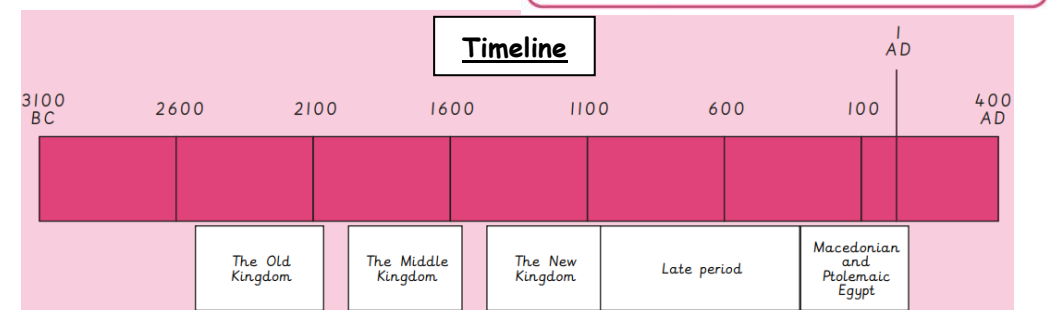 Timeline
1
AD
3100
BC
2600
2100
1600
1100
600
100
400
AD
The Old
Kingdom
The Middle
Kingdom
The New
Kingdom
Late period
Macedonian
and
Ptolemaic
Egypt